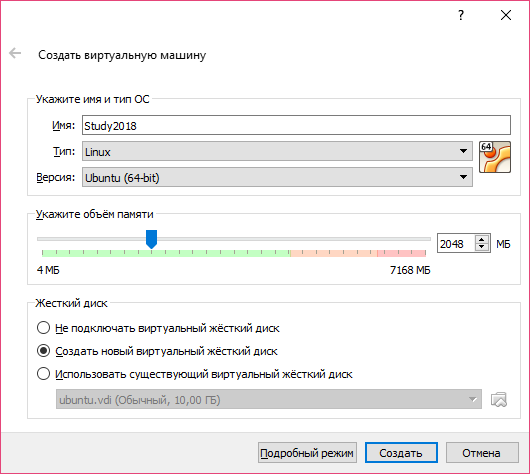 ?
Создать виртуальную машину
Укажите имя и тип ОС
Имя: Study2018
Тип: Linux
64
Версия: Ubuntu (64-bit)
Укажите объём памяти
2048 МБ
4 МБ 7168 МБ
Жесткий диск
Не подключать виртуальный жёсткий диск
Создать новый виртуальный жёсткий диск
Использовать существующий виртуальный жёсткий диск
ubuntu.vdi (Обычный, 10,00 ГБ)
Подробный режим Создать Отмена